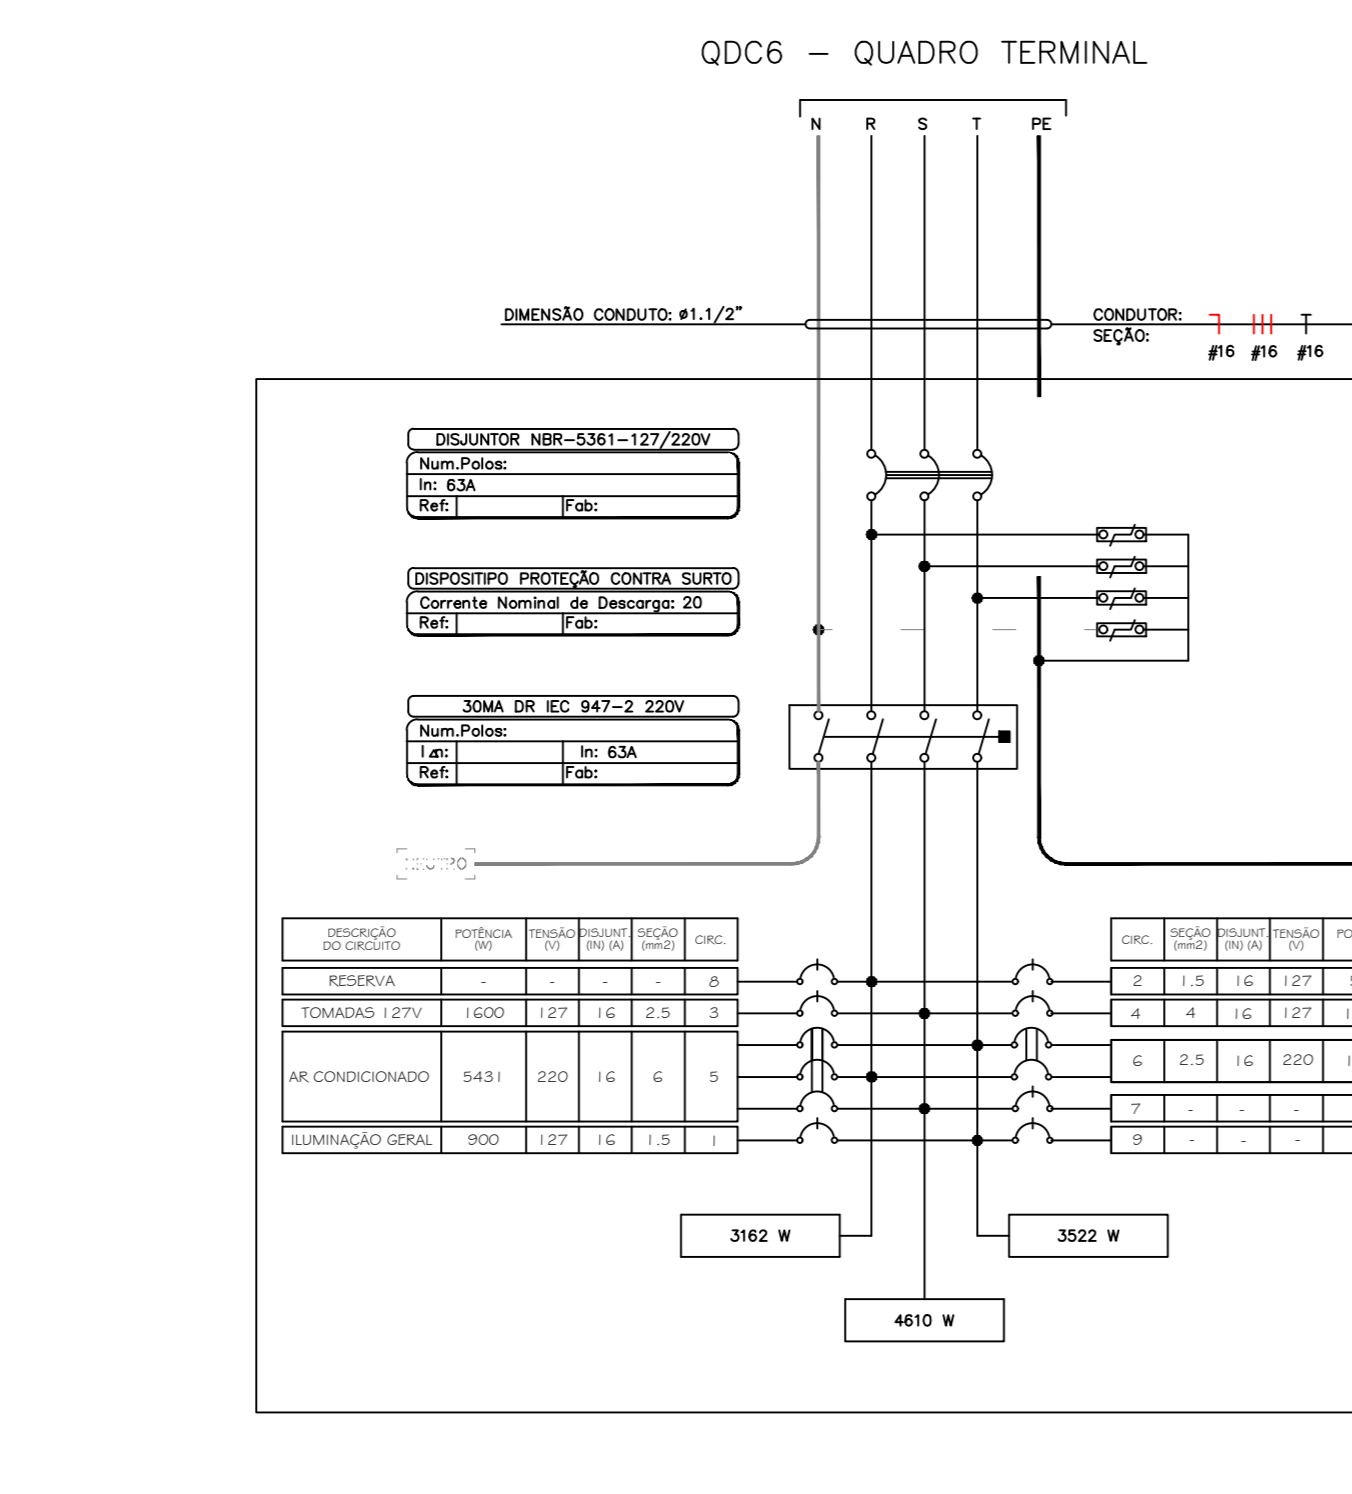 QDC6 – QUADRO TERMINAL
N R S T PE
DIMENSÃO CONDUTO: ø1.1/2"
CONDUTOR:
SEÇÃO:
#16 #16 #16
DISJUNTOR NBR-5361-127/220V
Num.Polos:
In: 63A
Ref: Fab:
DISPOSITIPO PROTEÇÃO CONTRA SURTO
Corrente Nominal de Descarga: 20
Ref: Fab:
30MA DR IEC 947-2 220V
Num.Polos:
In: 63A
Ref: Fab:
DESCRIÇÃO DO CIRCUITO POTÊNCIA (W) TENSÃO (V) DISJUNT. (IN) (A) SEÇÃO (mm2) CIRC.
RESERVA - - - - 8
TOMADAS 127V 1600 127 16 2.5 3
AR CONDICIONADO 5431 220 16 6 5
ILUMINAÇÃO GERAL 900 127 16 1.5 1
CIRC. SEÇÃO (mm2) DISJUNT. (IN) (A) TENSÃO (V)
2 1.5 16 127
4 4 16 127
6 2.5 16 220
7 - - -
9 - - -
3162 W
3522 W
4610 W